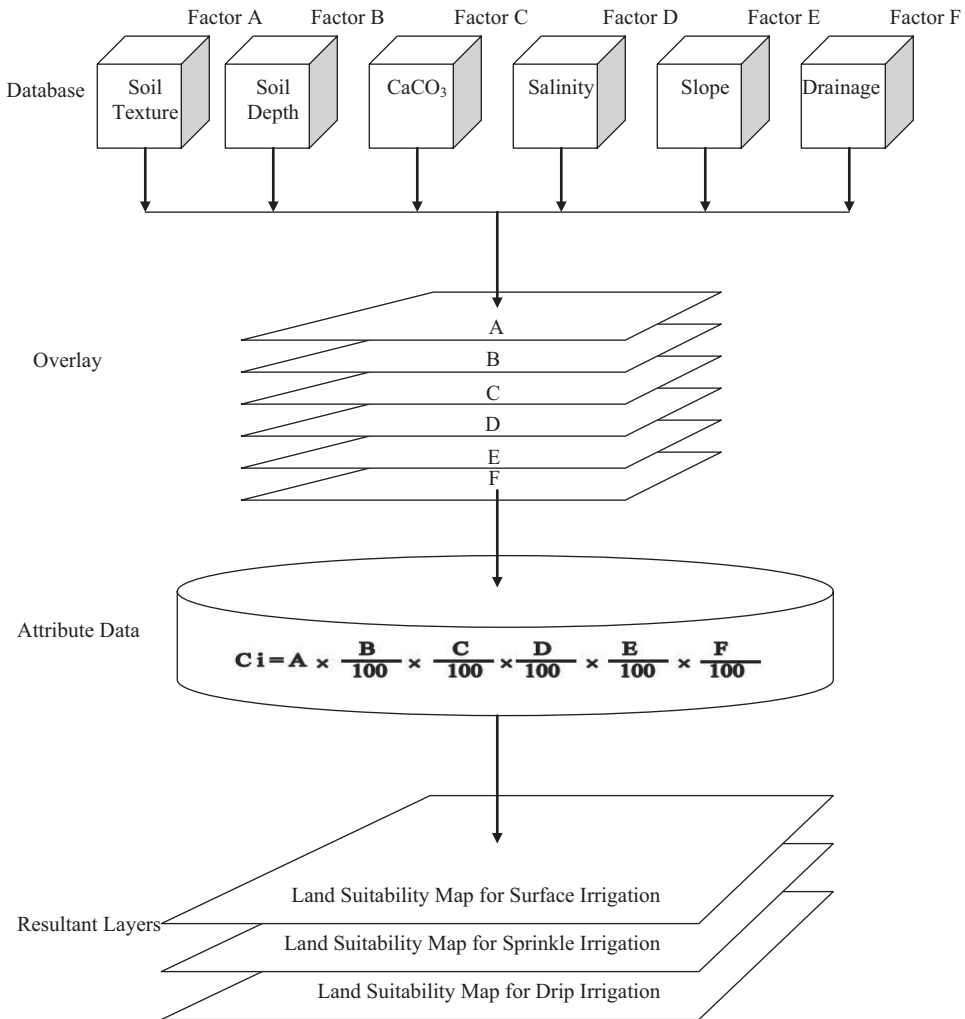 Factor A Factor B Factor C Factor D Factor E Factor F
Database
Soil
Texture
Soil
Depth
CaCO₃
Salinity
Slope
Drainage
Overlay
A
B
C
D
E
F
Attribute Data
Ci = A × B/100 × C/100 × D/100 × E/100 × F/100
Resultant Layers
Land Suitability Map for Surface Irrigation
Land Suitability Map for Sprinkle Irrigation
Land Suitability Map for Drip Irrigation